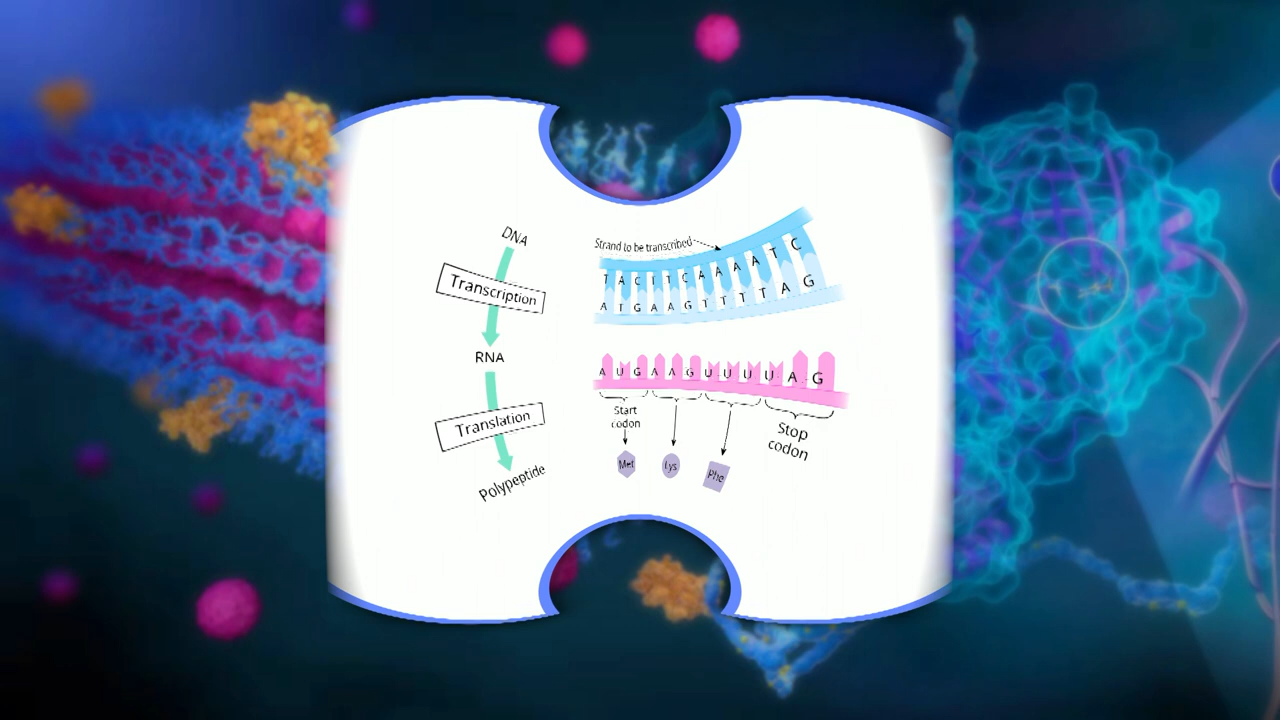 DNA
Transcription
RNA
Translation
Polypeptide
Strand to be transcribed
T A C T T C A A A A T C
A T G A A G T T T T A G
A U G A A G U U U U A G
Start
codon
Stop
codon
Met
Lys
Phe